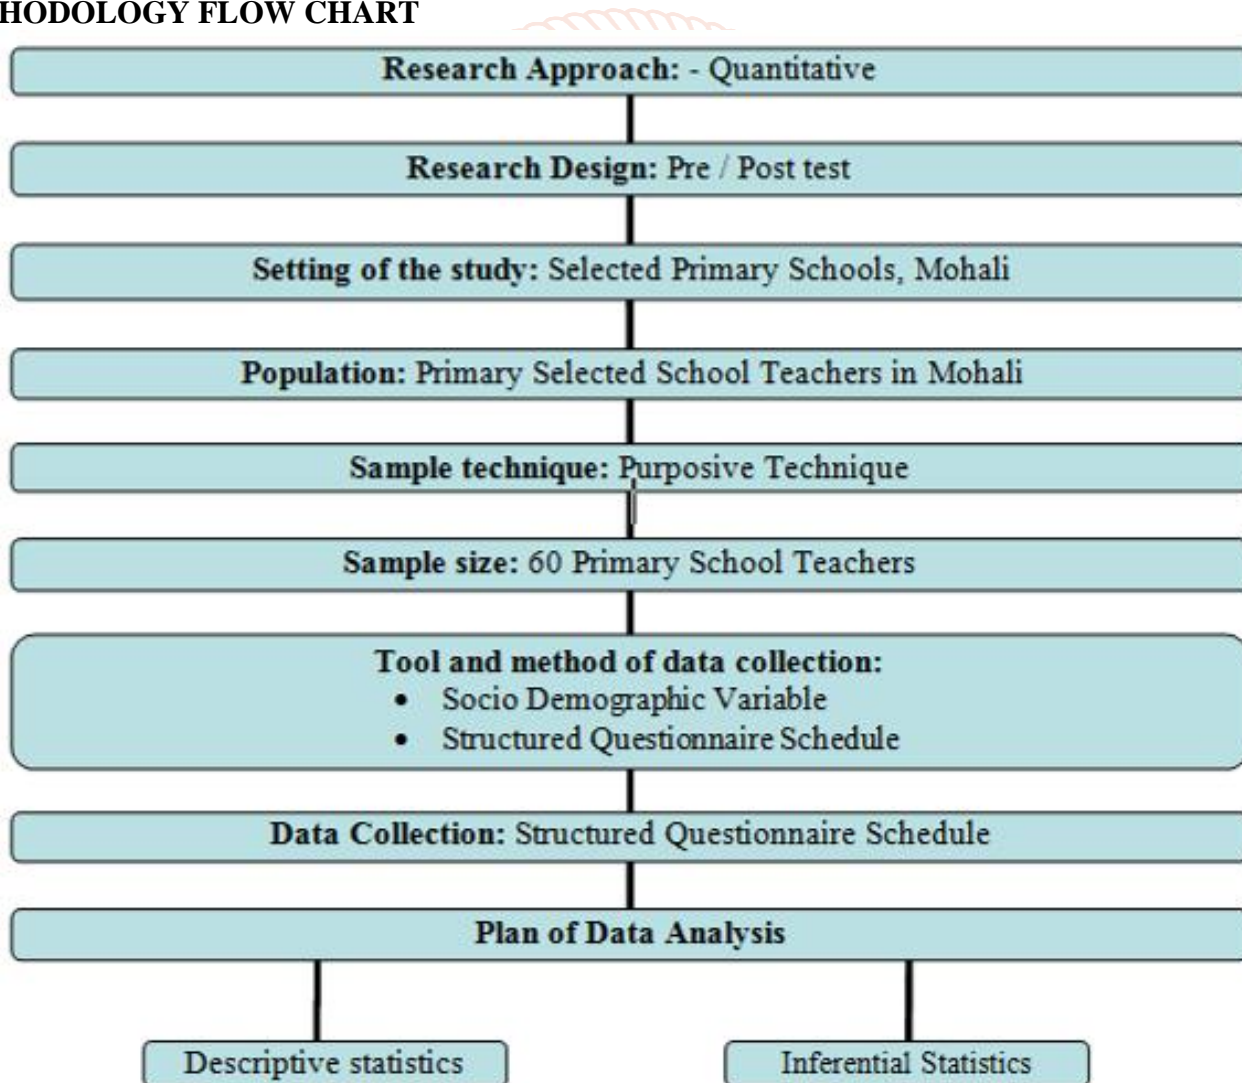 HODOLOGY FLOW CHART
Research Approach: - Quantitative
Research Design: Pre / Post test
Setting of the study: Selected Primary Schools, Mohali
Population: Primary Selected School Teachers in Mohali
Sample technique: Purposive Technique
Sample size: 60 Primary School Teachers
Tool and method of data collection:
• Socio Demographic Variable
• Structured Questionnaire Schedule
Data Collection: Structured Questionnaire Schedule
Plan of Data Analysis
Descriptive statistics
Inferential Statistics